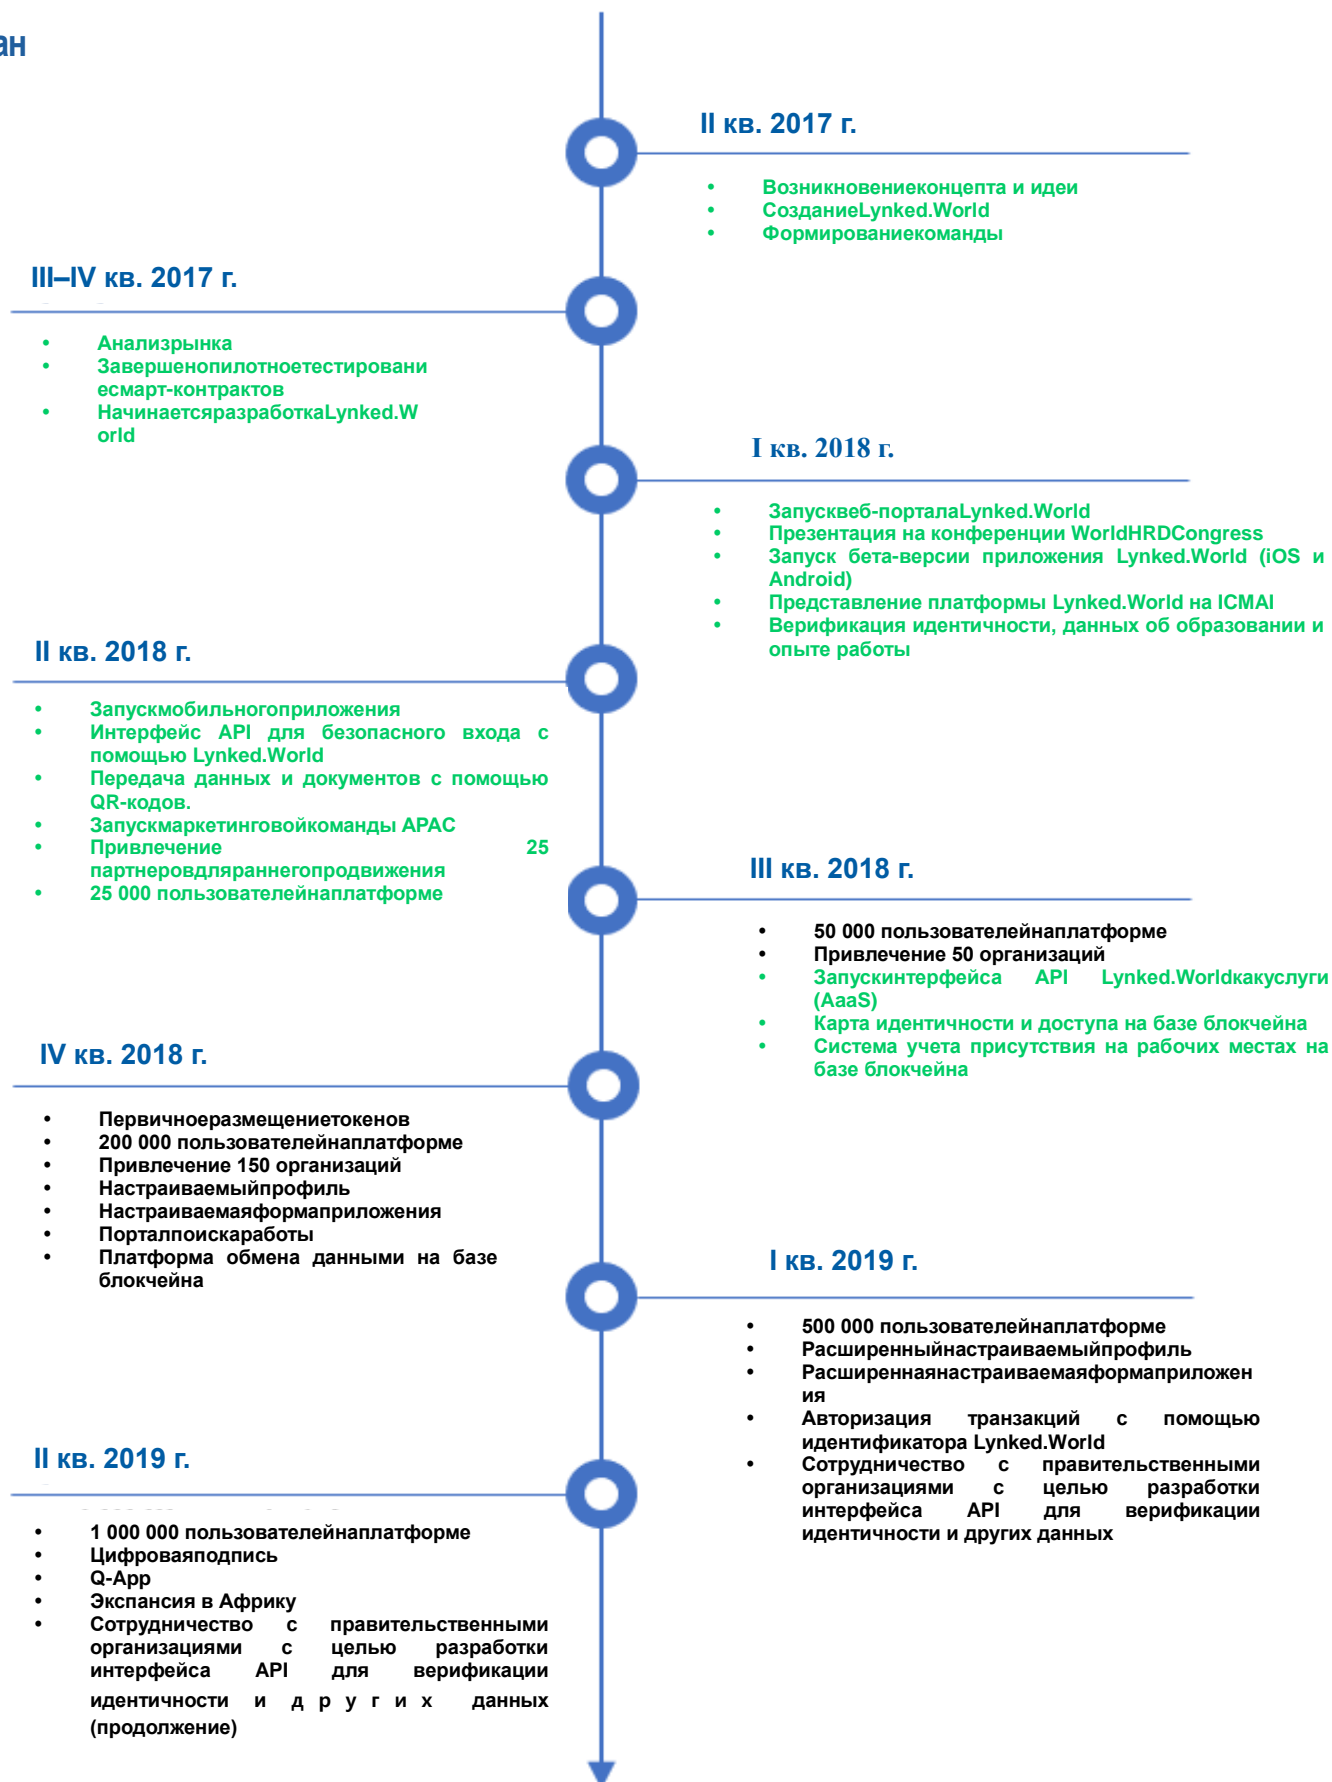 ан
II кв. 2017 г.
• Возникновениеконцепта и идеи
• СозданиеLynked.World
• Формированиекоманды
III–IV кв. 2017 г.
• Анализрынка
• Завершенопилотноетестировани
есмарт-контрактов
• НачинаетсяразработкаLynked.W
orld
I кв. 2018 г.
• Запусквеб-порталаLynked.World
• Презентация на конференции WorldHRDCongress
• Запуск бета-версии приложения Lynked.World (iOS и
Android)
• Представление платформы Lynked.World на ICMAI
• Верификация идентичности, данных об образовании и
опыте работы
II кв. 2018 г.
• Запускмобильногоприложения
• Интерфейс API для безопасного входа с
помощью Lynked.World
• Передача данных и документов с помощью
QR-кодов.
• Запускмаркетинговойкоманды APAC
• Привлечение 25
партнеровдляраннегопродвижения
• 25 000 пользователейнаплатформе
III кв. 2018 г.
• 50 000 пользователейнаплатформе
• Привлечение 50 организаций
• Запускинтерфейса API Lynked.Worldкакуслуги
(AaaS)
• Карта идентичности и доступа на базе блокчейна
• Система учета присутствия на рабочих местах на
базе блокчейна
IV кв. 2018 г.
• Первичноеразмещениетокенов
• 200 000 пользователейнаплатформе
• Привлечение 150 организаций
• Настраиваемыйпрофиль
• Настраиваемаяформаприложения
• Порталпоискаработы
• Платформа обмена данными на базе
блокчейна
I кв. 2019 г.
• 500 000 пользователейнаплатформе
• Расширенныйнастраиваемыйпрофиль
• Расширеннаянастраиваемаяформаприложен
ия
• Авторизация транзакций с помощью
идентификатора Lynked.World
• Сотрудничество с правительственными
организациями с целью разработки
интерфейса API для верификации
идентичности и других данных
II кв. 2019 г.
• 1 000 000 пользователейнаплатформе
• Цифроваяподпись
• Q-App
• Экспансия в Африку
• Сотрудничество с правительственными
организациями с целью разработки
интерфейса API для верификации
идентичности и д р у г и х данных
(продолжение)